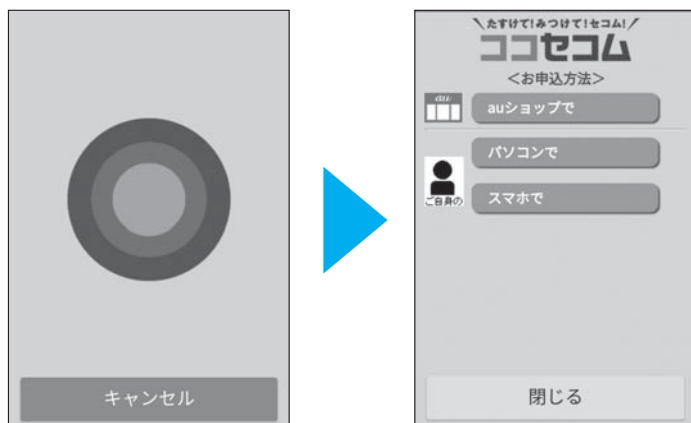 キャンセル
＼たすけて!みつけて!セコム!／
ココセコム
＜お申込方法＞
au
auショップで
パソコンで
ご自身の
スマホで
閉じる